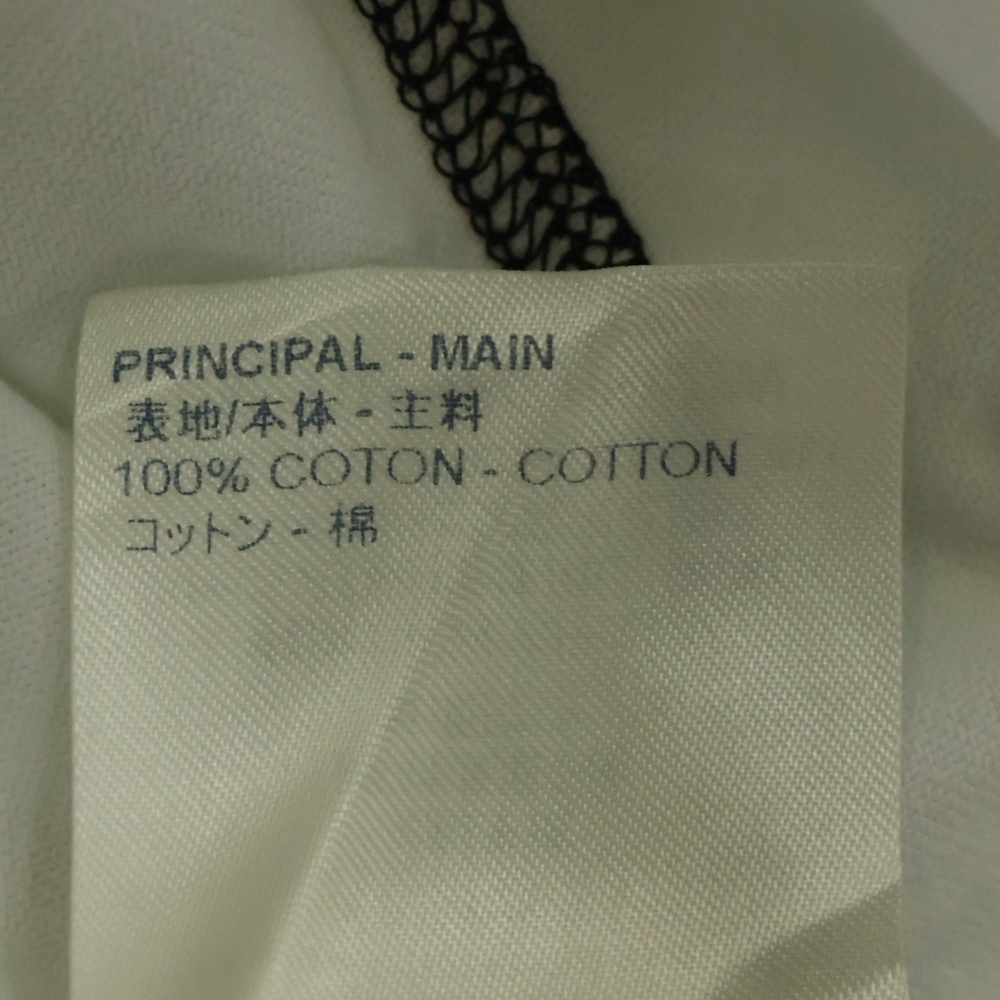 PRINCIPAL - MAIN
表地/本体 - 主料
100% COTON - COTTON
コットン - 棉